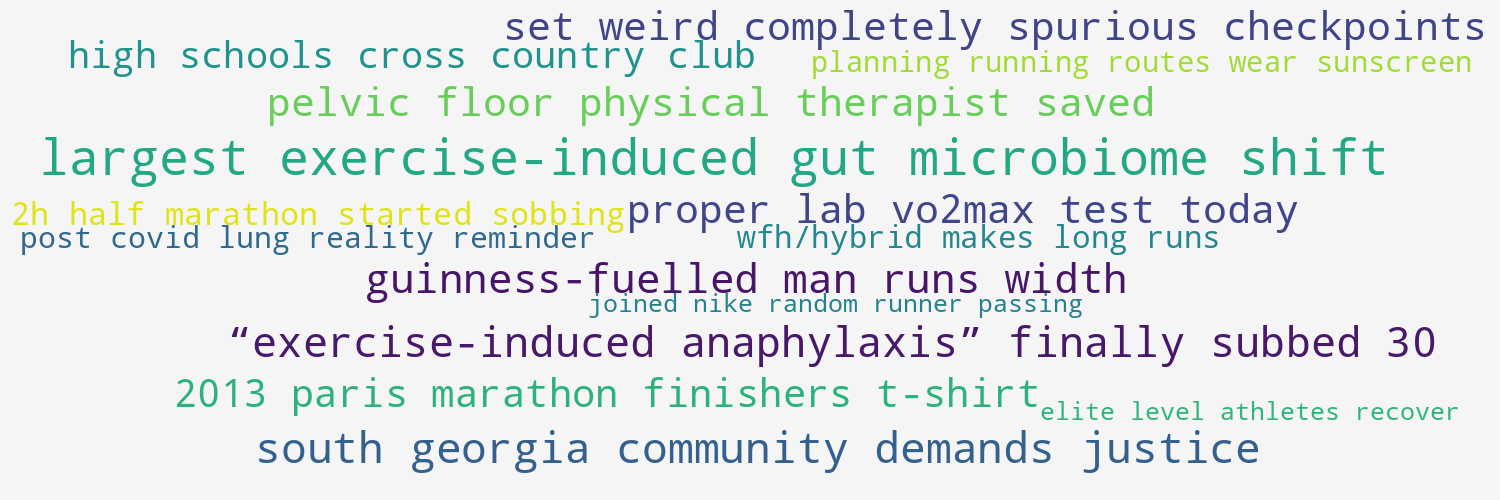 set weird completely spurious checkpoints
high schools cross country club
planning running routes wear sunscreen
pelvic floor physical therapist saved
largest exercise-induced gut microbiome shift
2h half marathon started sobbing
proper lab vo2max test today
post covid lung reality reminder
wfh/hybrid makes long runs
guinness-fuelled man runs width
joined nike random runner passing
“exercise-induced anaphylaxis” finally subbed 30
2013 paris marathon finishers t-shirt
elite level athletes recover
south georgia community demands justice